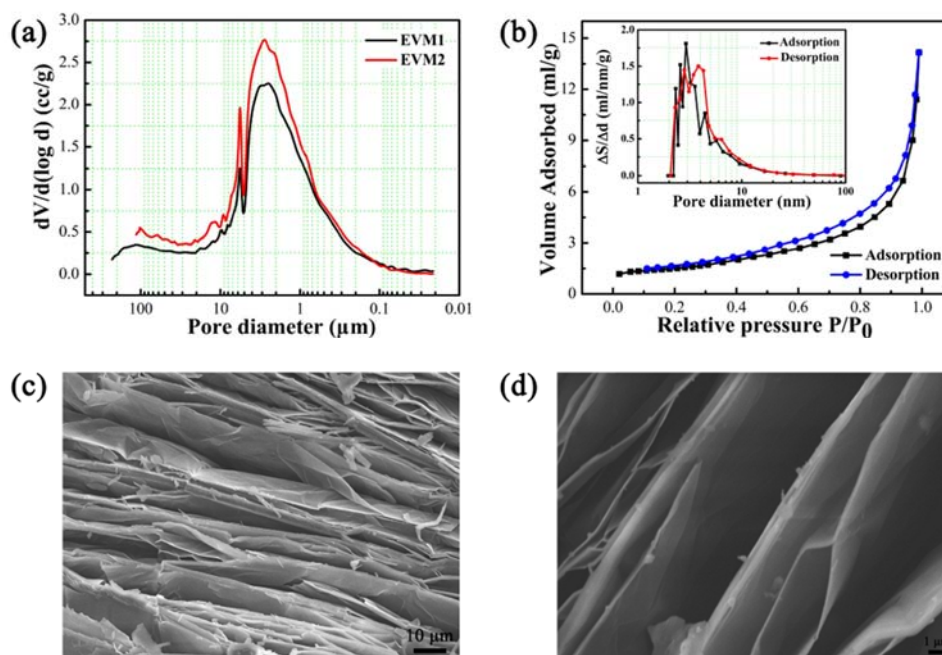 (a)
3.0
2.5
2.0
1.5
1.0
0.5
0.0
dV/d(log d) (cc/g)
EVM1
EVM2
100 10 1 0.1 0.01
Pore diameter (µm)
(b)
15
12
9
6
3
0
Volume Adsorbed (ml/g)
2.0
1.5
1.0
0.5
0.0
ΔS/Δd (ml/nm/g)
Adsorption
Desorption
1 10 100
Pore diameter (nm)
Adsorption
Desorption
0.0 0.2 0.4 0.6 0.8 1.0
Relative pressure P/P0
(c)
10 µm
(d)